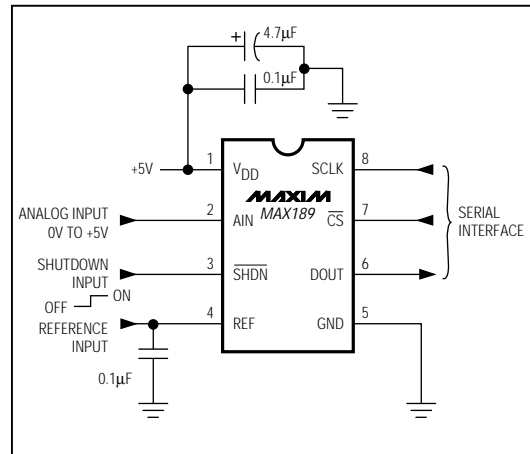 + 4.7µF
0.1µF
+5V
1 VDD SCLK 8
MAXIM
MAX189
ANALOG INPUT
0V TO +5V
2 AIN CS 7
SERIAL
INTERFACE
SHUTDOWN
INPUT
3 SHDN DOUT 6
OFF ON
REFERENCE
INPUT
4 REF GND 5
0.1µF